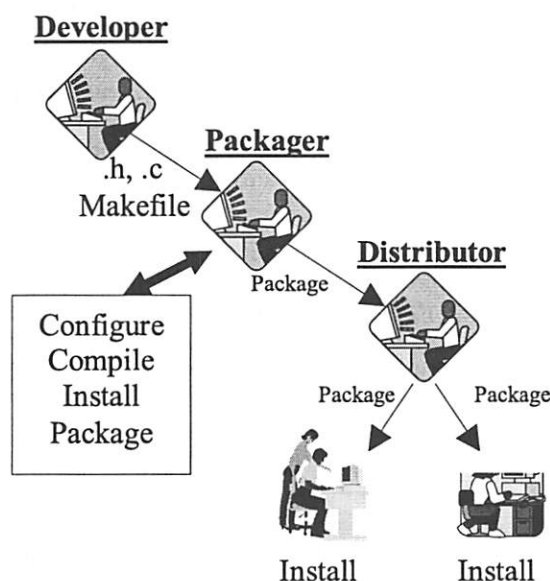 Developer
Packager
.h, .c
Makefile
Distributor
Package
Configure
Compile
Install
Package
Package
Package
Install
Install